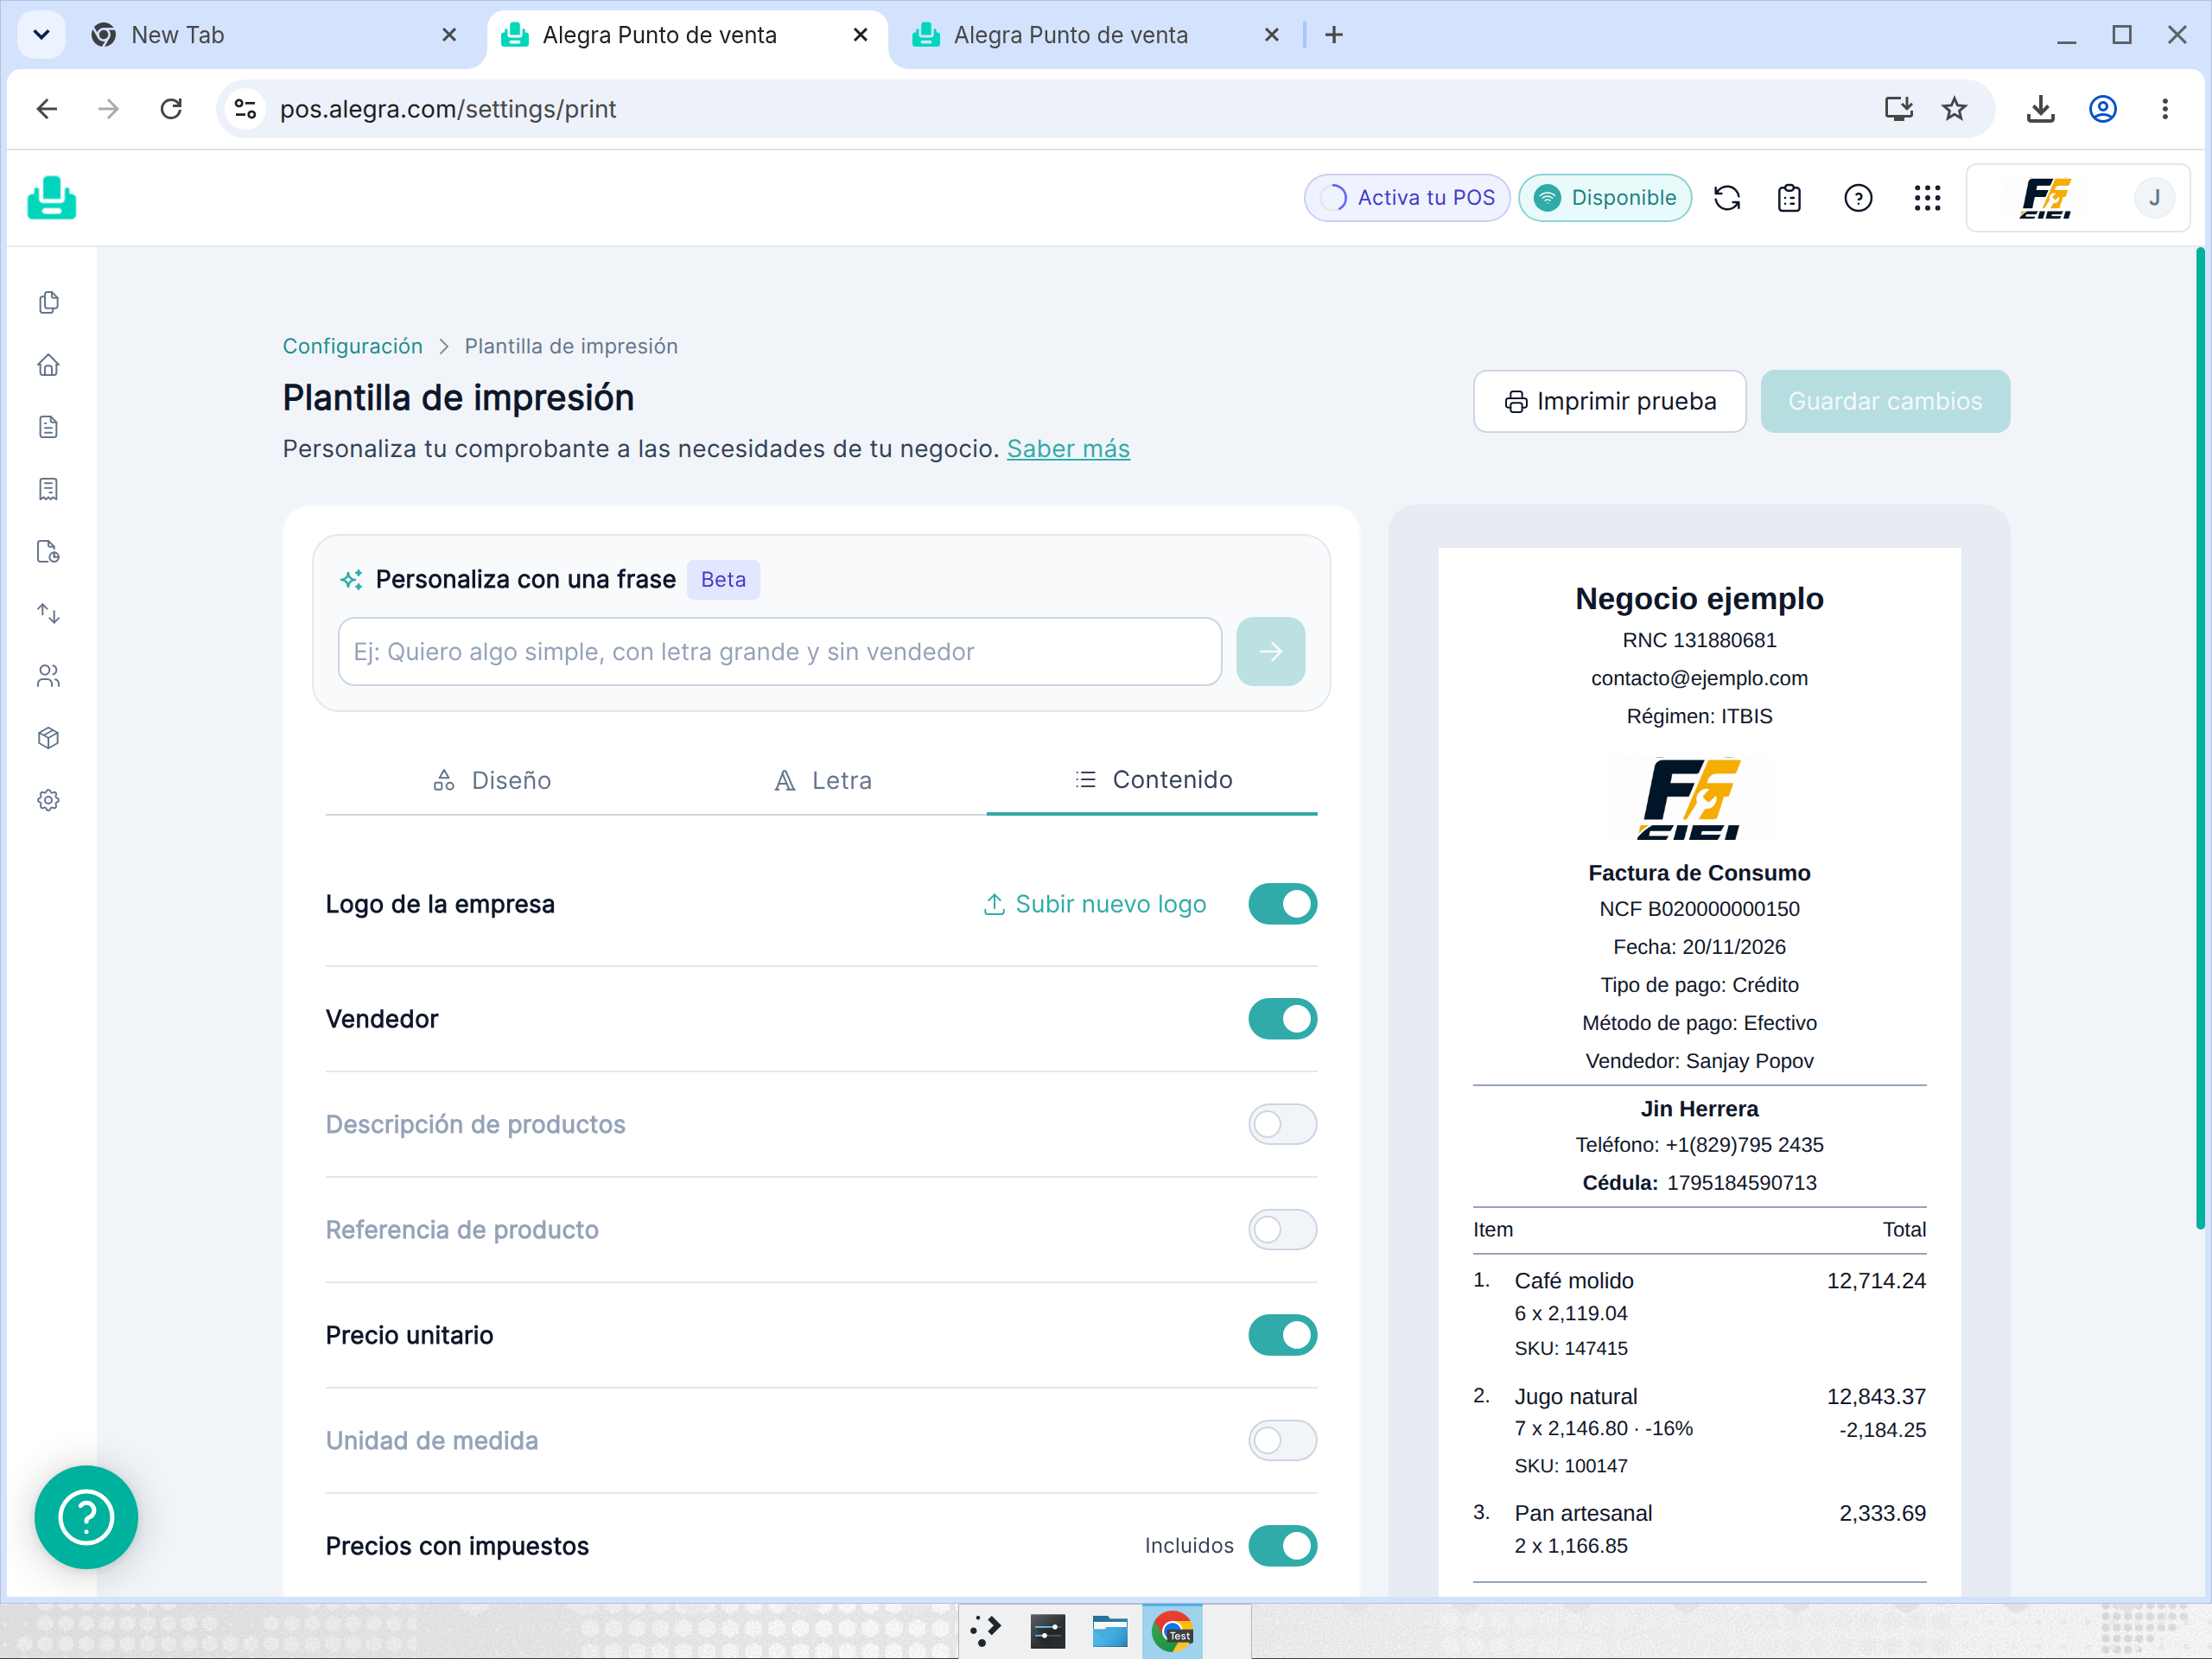 New Tab
Alegra Punto de venta
Alegra Punto de venta
pos.alegra.com/settings/print
Activa tu POS
Disponible
J
Configuración > Plantilla de impresión
Plantilla de impresión
Personaliza tu comprobante a las necesidades de tu negocio. Saber más
Imprimir prueba
Guardar cambios
Personaliza con una frase Beta
Ej: Quiero algo simple, con letra grande y sin vendedor
Diseño
Letra
Contenido
Logo de la empresa
Subir nuevo logo
Vendedor
Descripción de productos
Referencia de producto
Precio unitario
Unidad de medida
Precios con impuestos
Incluidos
Negocio ejemplo
RNC 131880681
contacto@ejemplo.com
Régimen: ITBIS
Factura de Consumo
NCF B020000000150
Fecha: 20/11/2026
Tipo de pago: Crédito
Método de pago: Efectivo
Vendedor: Sanjay Popov
Jin Herrera
Teléfono: +1(829)795 2435
Cédula: 1795184590713
Item Total
1. Café molido 12,714.24
6 x 2,119.04
SKU: 147415
2. Jugo natural 12,843.37
7 x 2,146.80 · -16% -2,184.25
SKU: 100147
3. Pan artesanal 2,333.69
2 x 1,166.85
Test